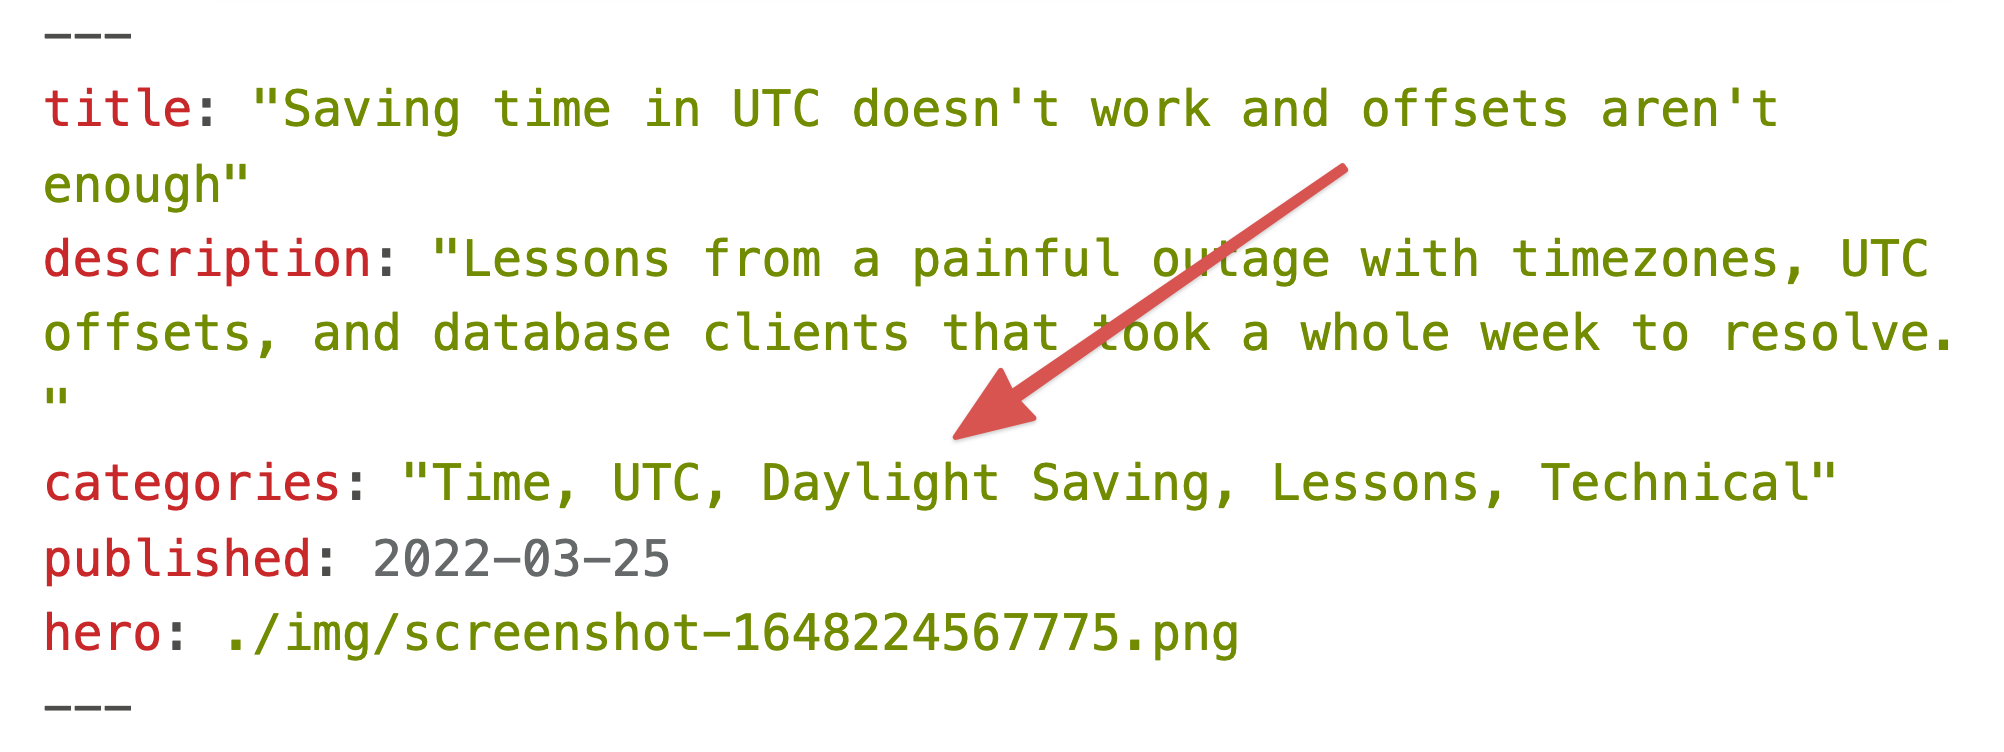 ---
title: "Saving time in UTC doesn't work and offsets aren't
enough"
description: "Lessons from a painful outage with timezones, UTC
offsets, and database clients that took a whole week to resolve.
"
categories: "Time, UTC, Daylight Saving, Lessons, Technical"
published: 2022-03-25
hero: ./img/screenshot-1648224567775.png
---